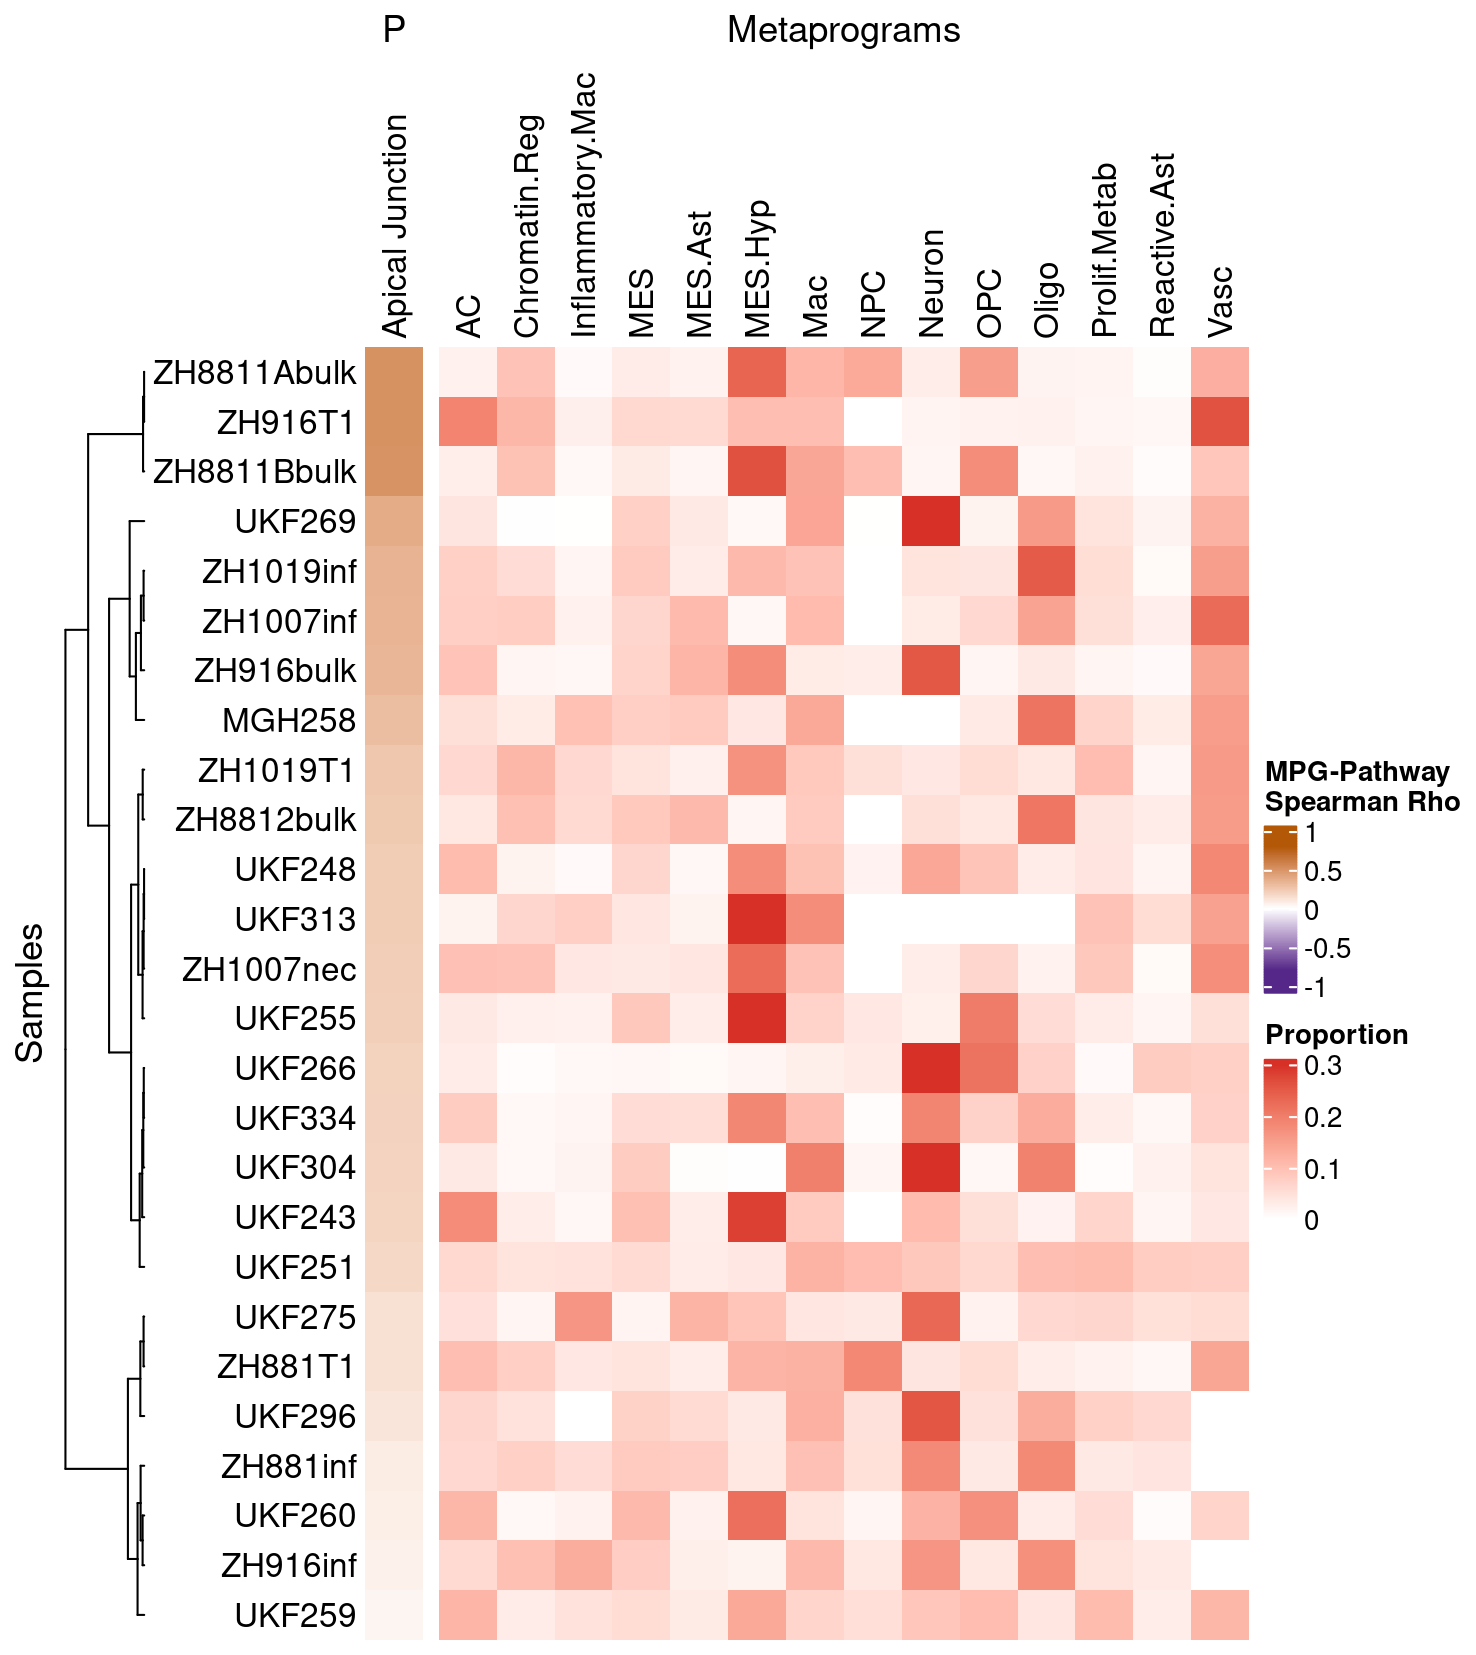 P
Metaprograms
Apical Junction
AC
Chromatin.Reg
Inflammatory.Mac
MES
MES.Ast
MES.Hyp
Mac
NPC
Neuron
OPC
Oligo
Prolif.Metab
Reactive.Ast
Vasc
Samples
ZH8811Abulk
ZH916T1
ZH8811Bbulk
UKF269
ZH1019inf
ZH1007inf
ZH916bulk
MGH258
ZH1019T1
ZH8812bulk
UKF248
UKF313
ZH1007nec
UKF255
UKF266
UKF334
UKF304
UKF243
UKF251
UKF275
ZH881T1
UKF296
ZH881inf
UKF260
ZH916inf
UKF259
MPG-Pathway
Spearman Rho
1
0.5
0
-0.5
-1
Proportion
0.3
0.2
0.1
0